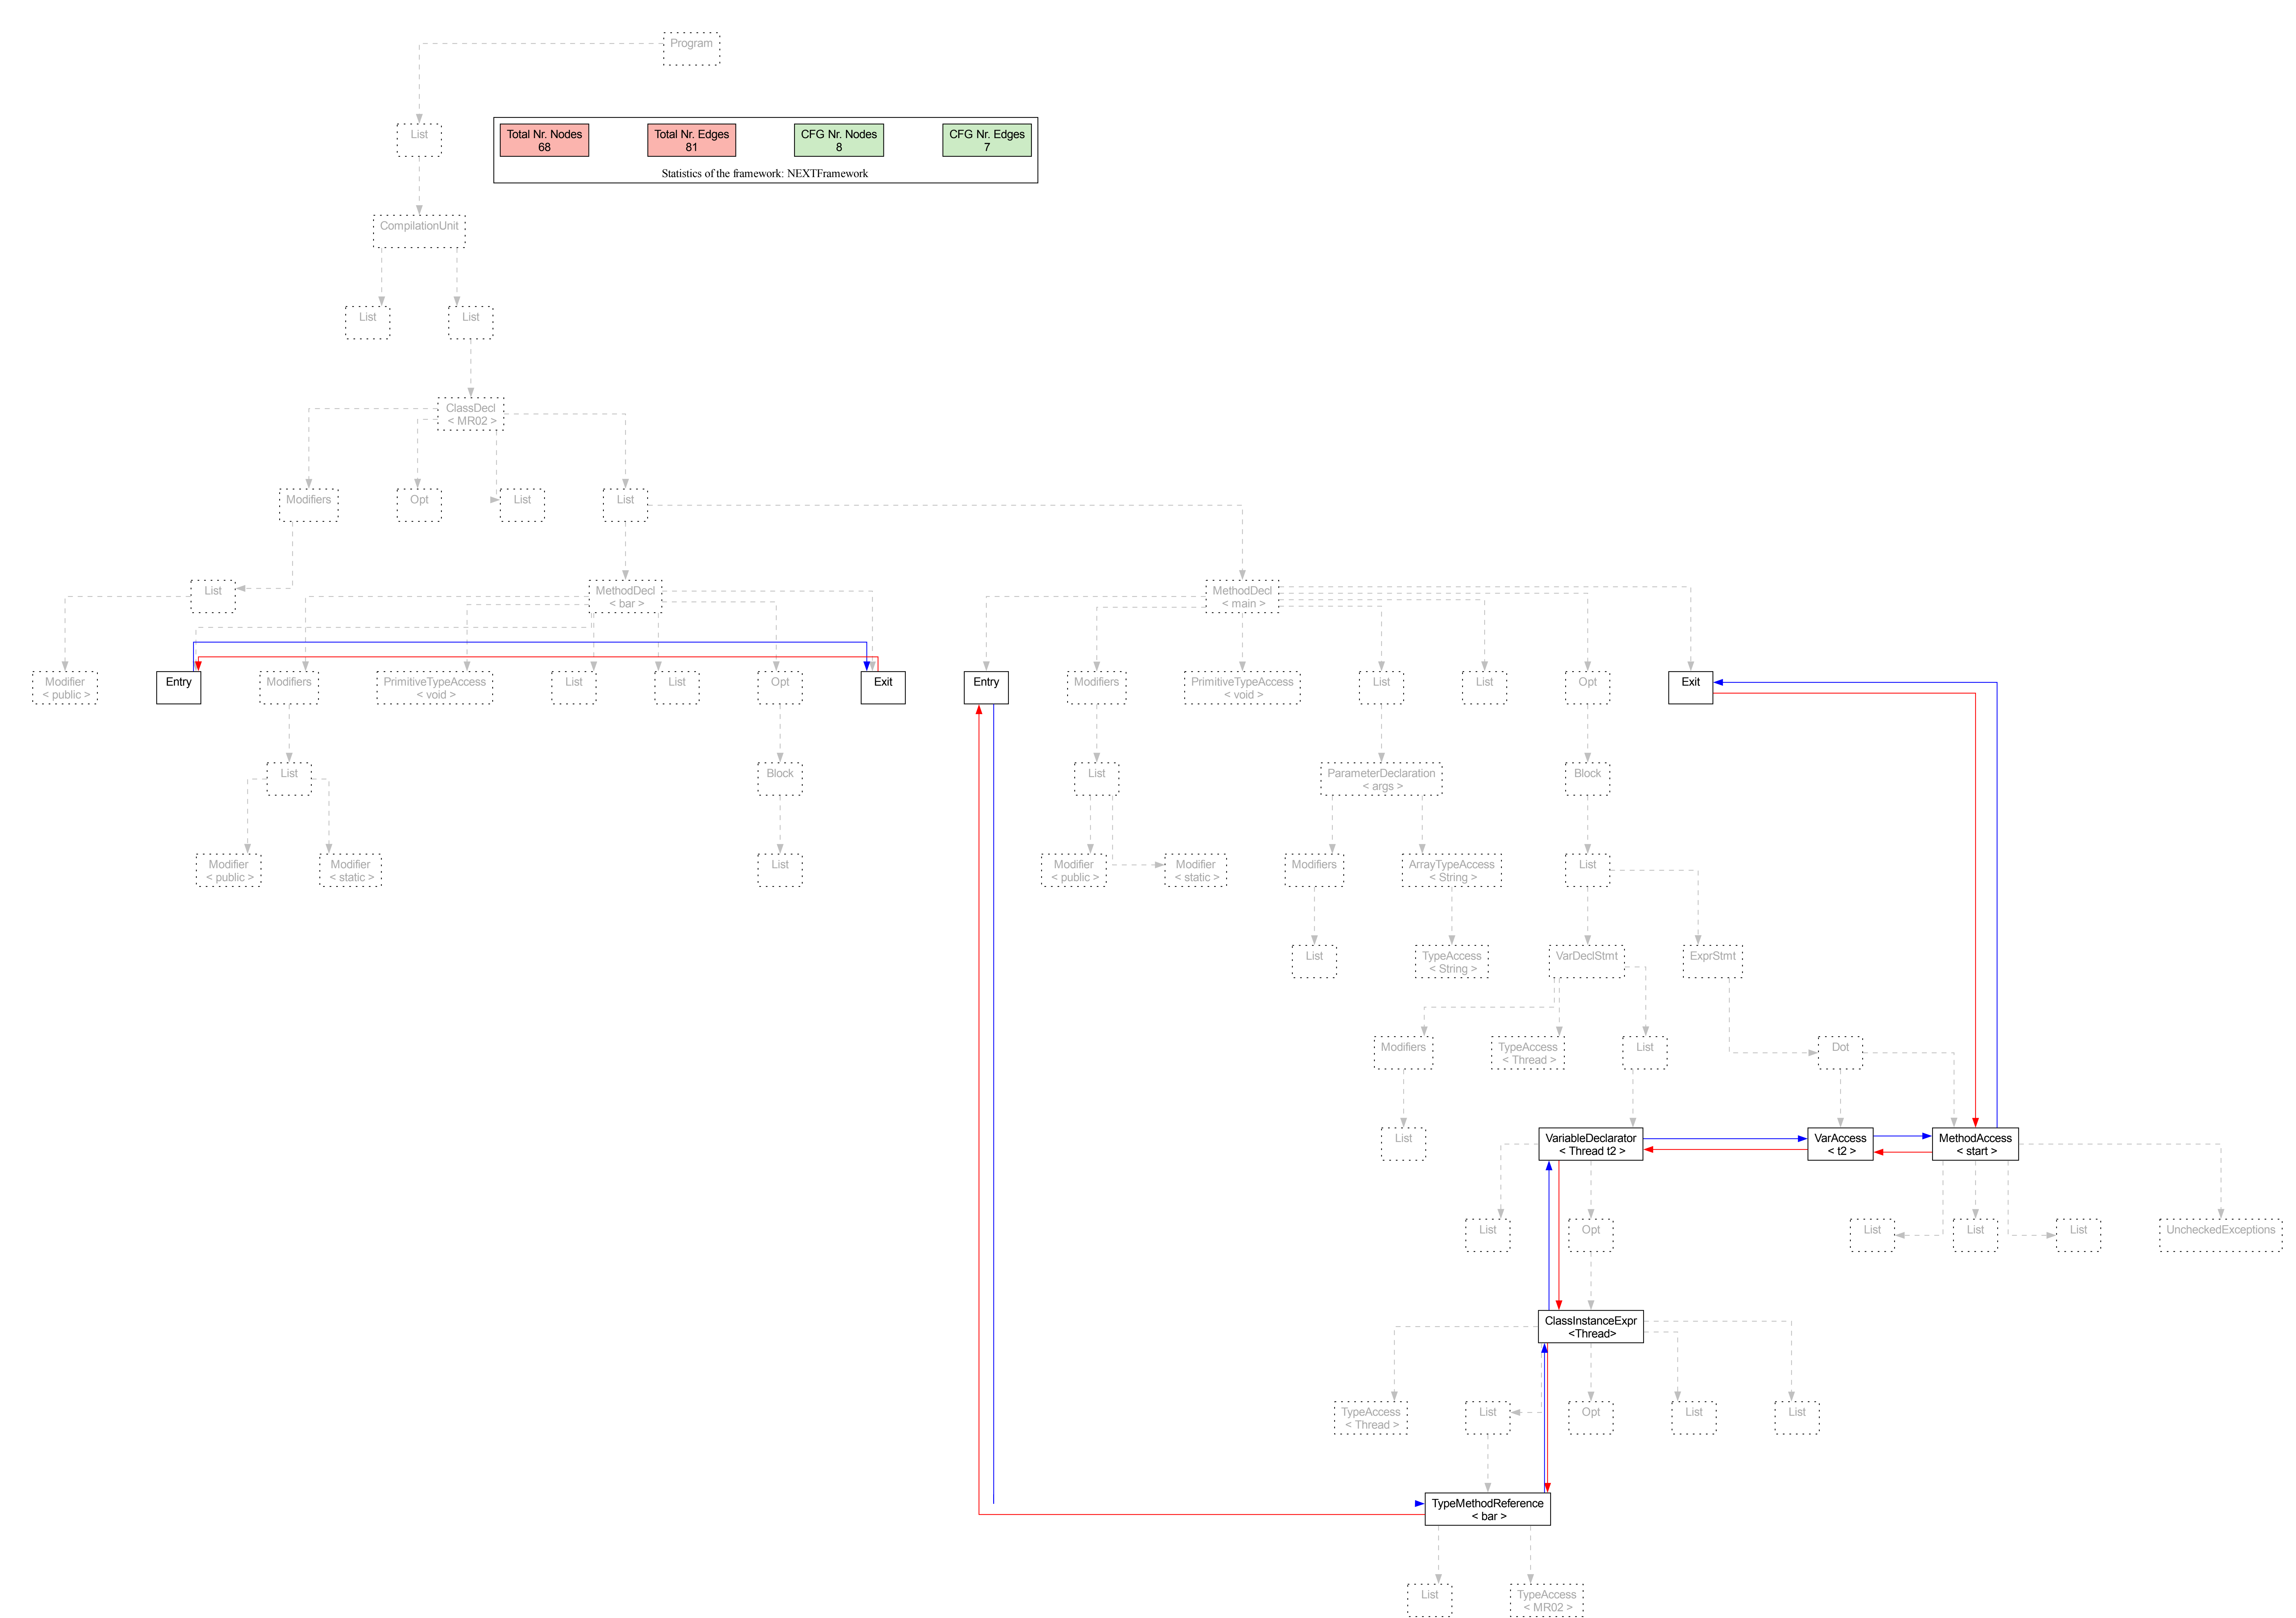 Program
List
Total Nr. Nodes
68
Total Nr. Edges
81
CFG Nr. Nodes
8
CFG Nr. Edges
7
Statistics of the framework: NEXTFramework
CompilationUnit
List
List
ClassDecl
< MR02 >
Modifiers
Opt
List
List
List
MethodDecl
< bar >
MethodDecl
< main >
Modifier
< public >
Entry
Modifiers
PrimitiveTypeAccess
< void >
List
List
Opt
Exit
Entry
Modifiers
PrimitiveTypeAccess
< void >
List
List
Opt
Exit
List
Block
List
ParameterDeclaration
< args >
Block
Modifier
< public >
Modifier
< static >
List
Modifier
< public >
Modifier
< static >
Modifiers
ArrayTypeAccess
< String >
List
List
TypeAccess
< String >
VarDeclStmt
ExprStmt
Modifiers
TypeAccess
< Thread >
List
Dot
List
VariableDeclarator
< Thread t2 >
VarAccess
< t2 >
MethodAccess
< start >
List
Opt
List
List
List
UncheckedExceptions
ClassInstanceExpr
<Thread>
TypeAccess
< Thread >
List
Opt
List
List
TypeMethodReference
< bar >
List
TypeAccess
< MR02 >